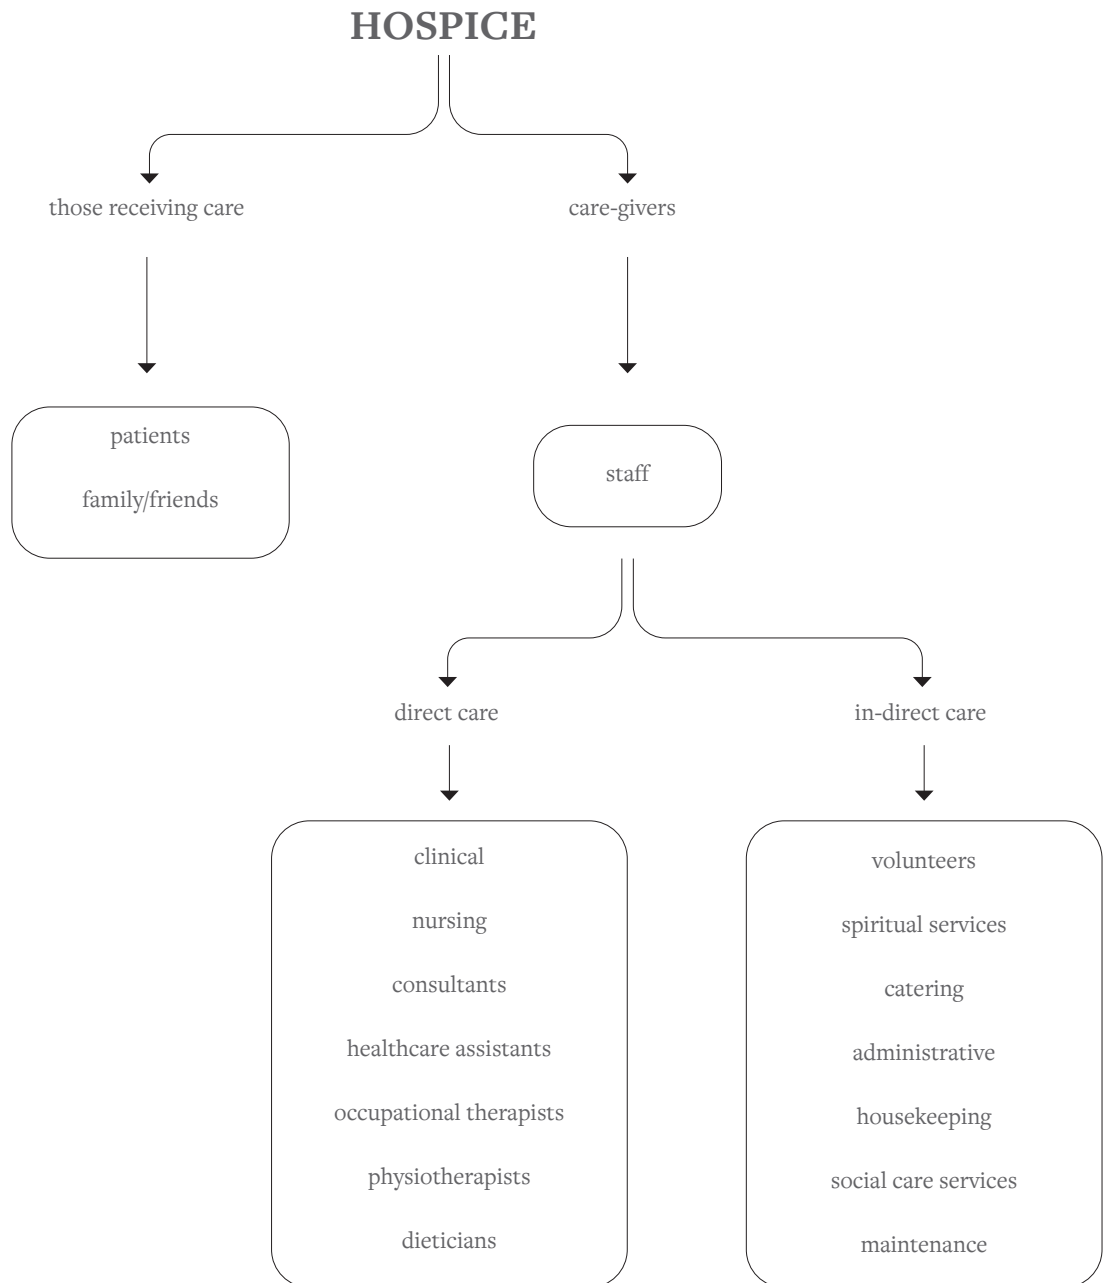 HOSPICE
those receiving care
care-givers
patients
family/friends
staff
direct care
in-direct care
clinical
nursing
consultants
healthcare assistants
occupational therapists
physiotherapists
dieticians
volunteers
spiritual services
catering
administrative
housekeeping
social care services
maintenance